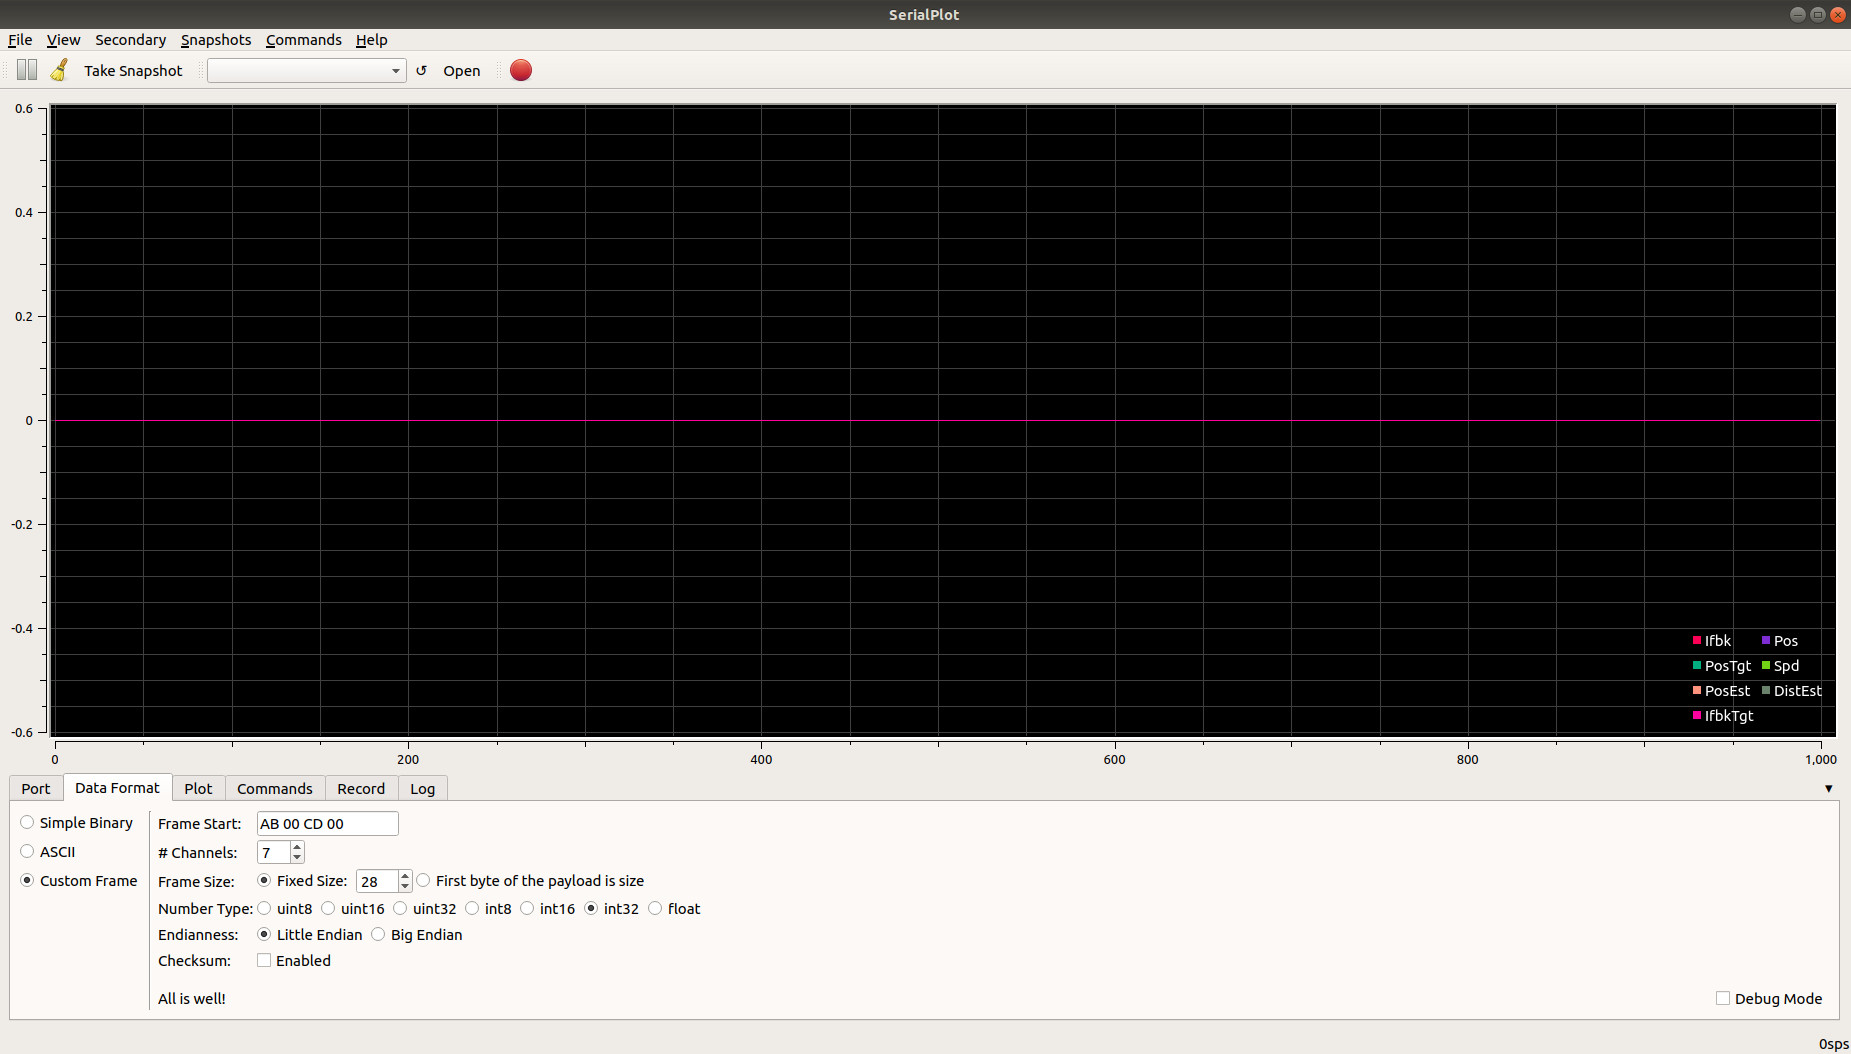 SerialPlot
File View Secondary Snapshots Commands Help
Take Snapshot Open
0.6
0.4
0.2
0
-0.2
-0.4
-0.6
Ifbk Pos
PosTgt Spd
PosEst DistEst
IfbkTgt
0 200 400 600 800 1,000
Port Data Format Plot Commands Record Log
Simple Binary
ASCII
Custom Frame
Frame Start: AB 00 CD 00
# Channels: 7
Frame Size: Fixed Size: 28 First byte of the payload is size
Number Type: uint8 uint16 uint32 int8 int16 int32 float
Endianness: Little Endian Big Endian
Checksum: Enabled
All is well! Debug Mode
0sps